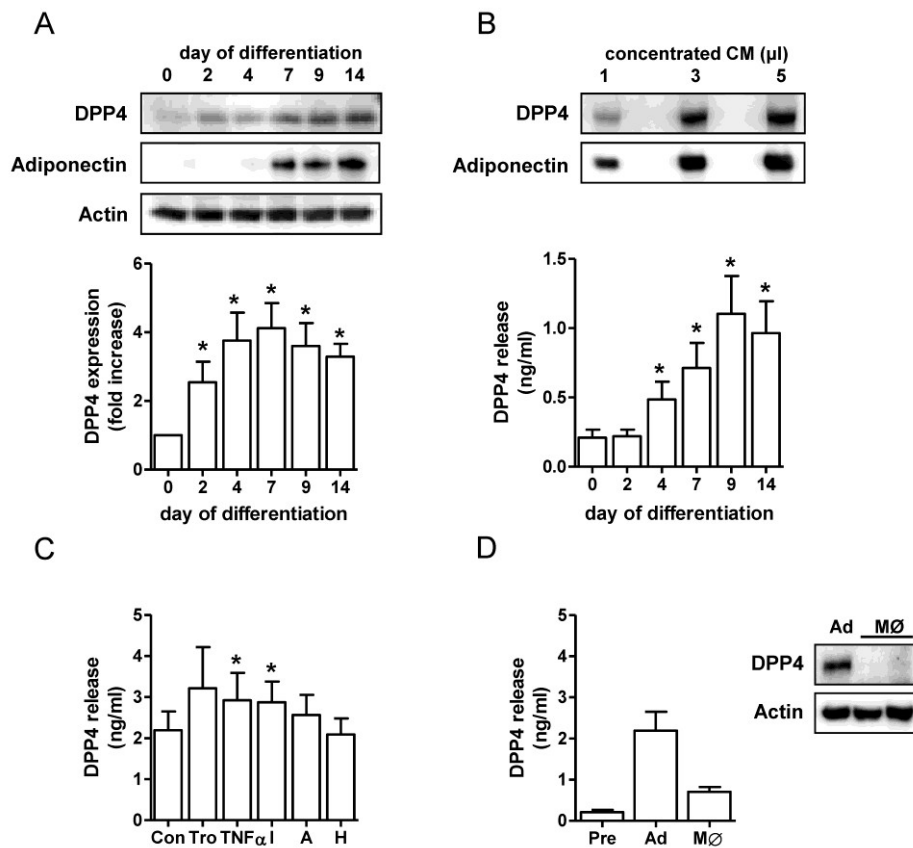 A
day of differentiation
0 2 4 7 9 14
DPP4
Adiponectin
Actin
DPP4 expression
(fold increase)
6
4
2
0
* * * * *
0 2 4 7 9 14
day of differentiation
B
concentrated CM (µl)
1 3 5
DPP4
Adiponectin
DPP4 release
(ng/ml)
1.5
1.0
0.5
0.0
* * * *
0 2 4 7 9 14
day of differentiation
C
DPP4 release
(ng/ml)
5
4
3
2
1
0
* *
Con Tro TNFα I A H
D
DPP4 release
(ng/ml)
5
4
3
2
1
0
Pre Ad MØ
Ad MØ
DPP4
Actin